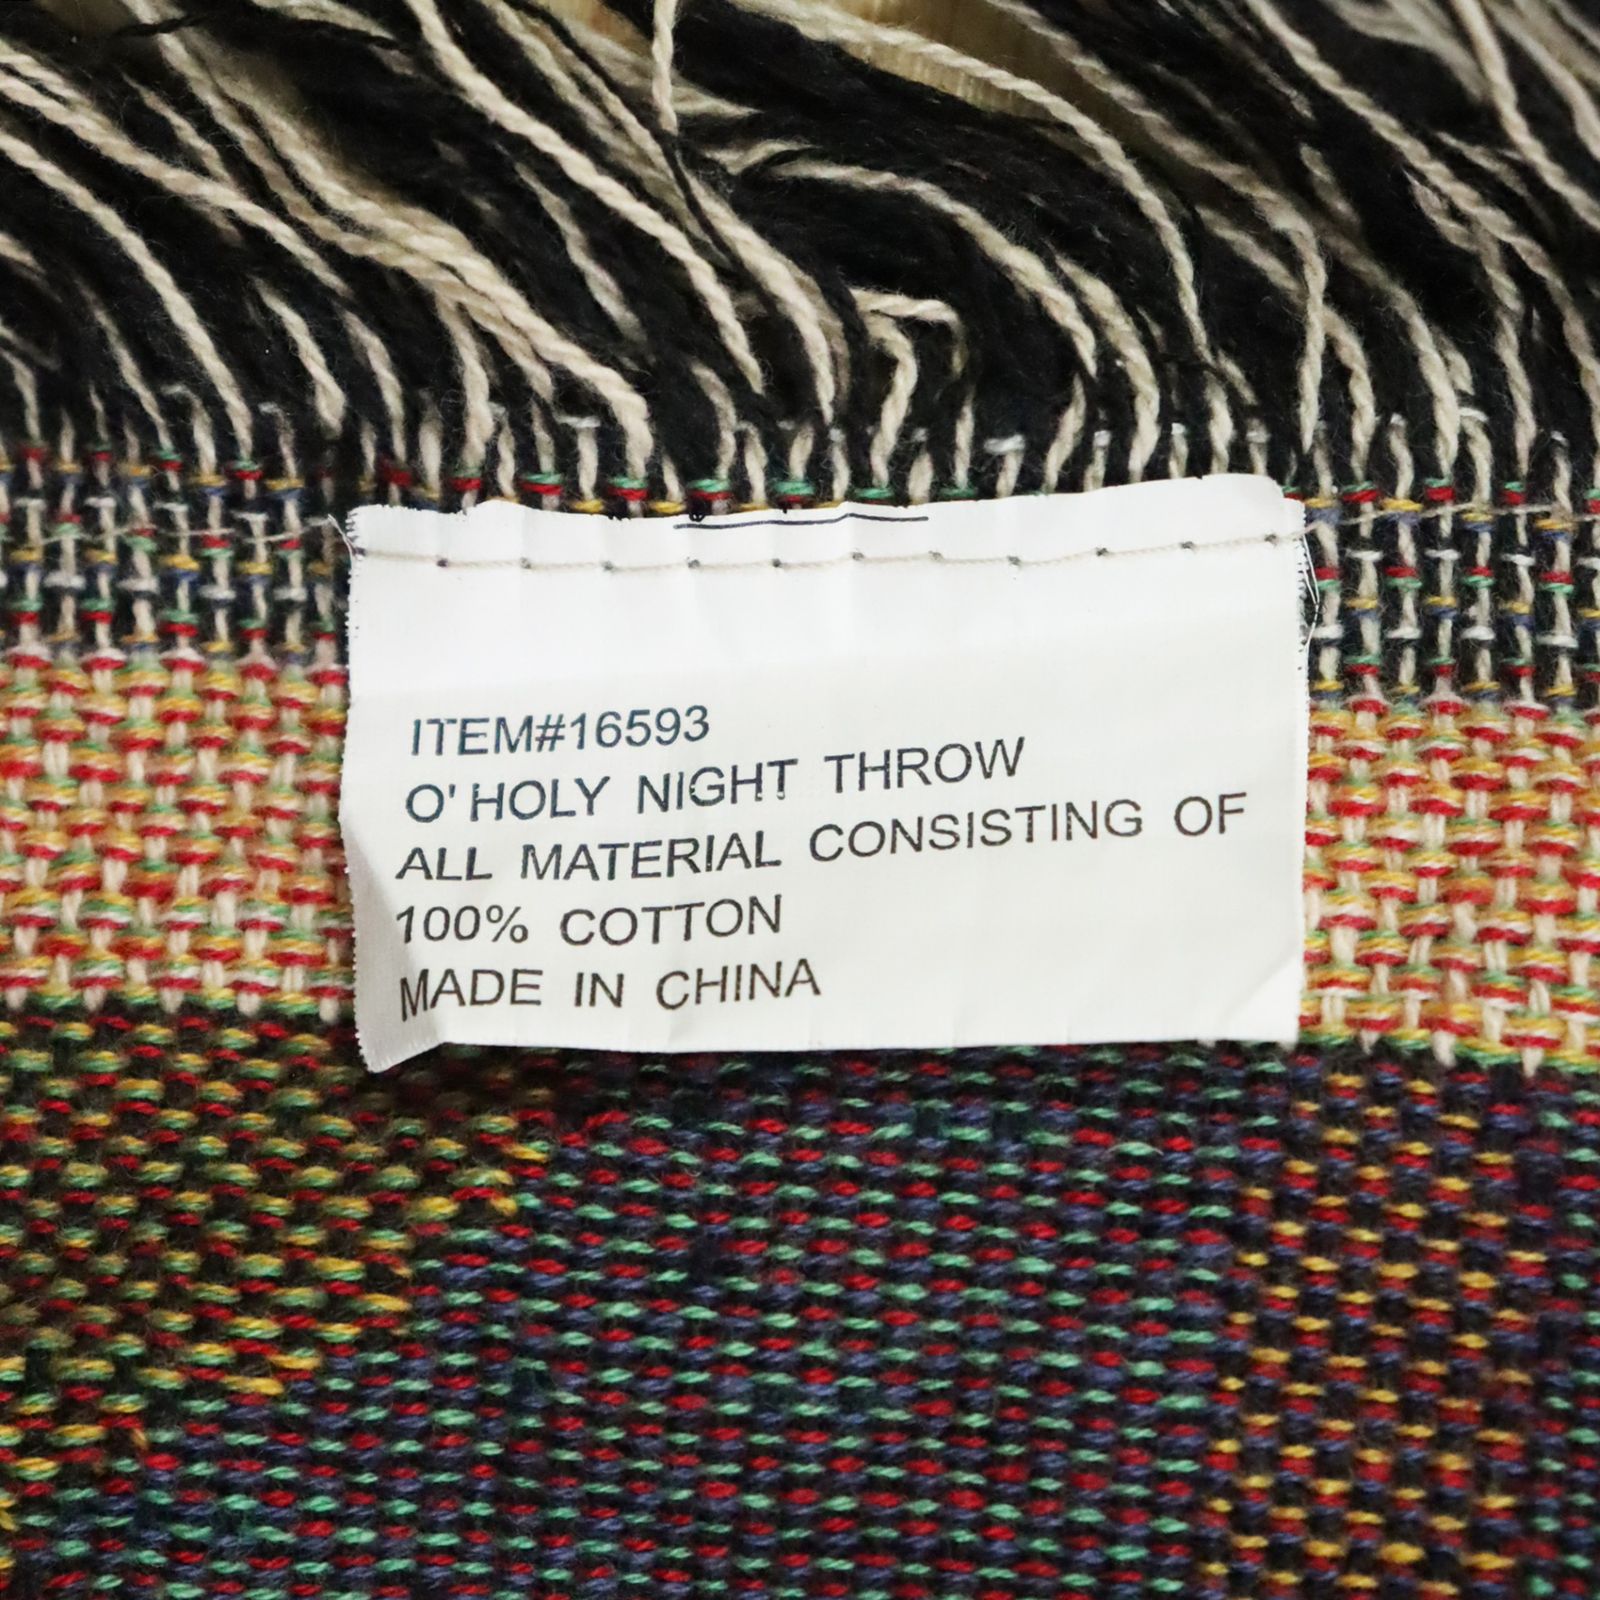 ITEM#16593
O' HOLY NIGHT THROW
ALL MATERIAL CONSISTING OF
100% COTTON
MADE IN CHINA